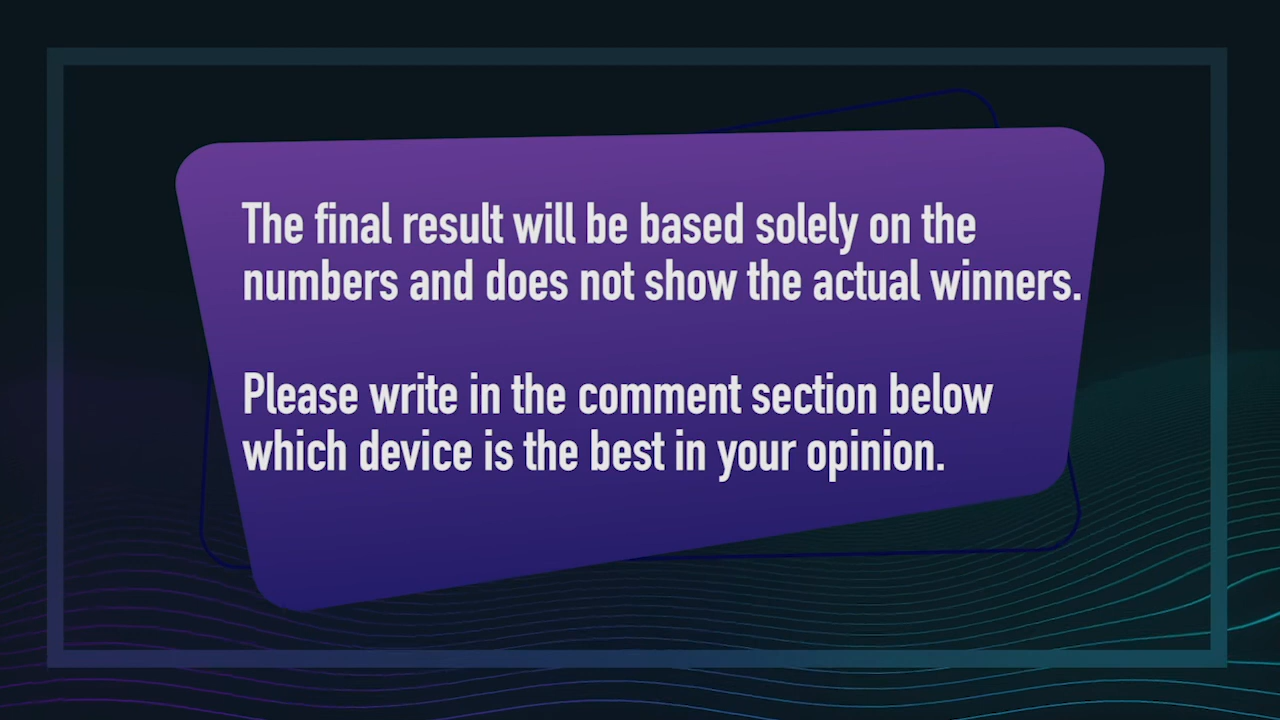 The final result will be based solely on the
numbers and does not show the actual winners.
Please write in the comment section below
which device is the best in your opinion.